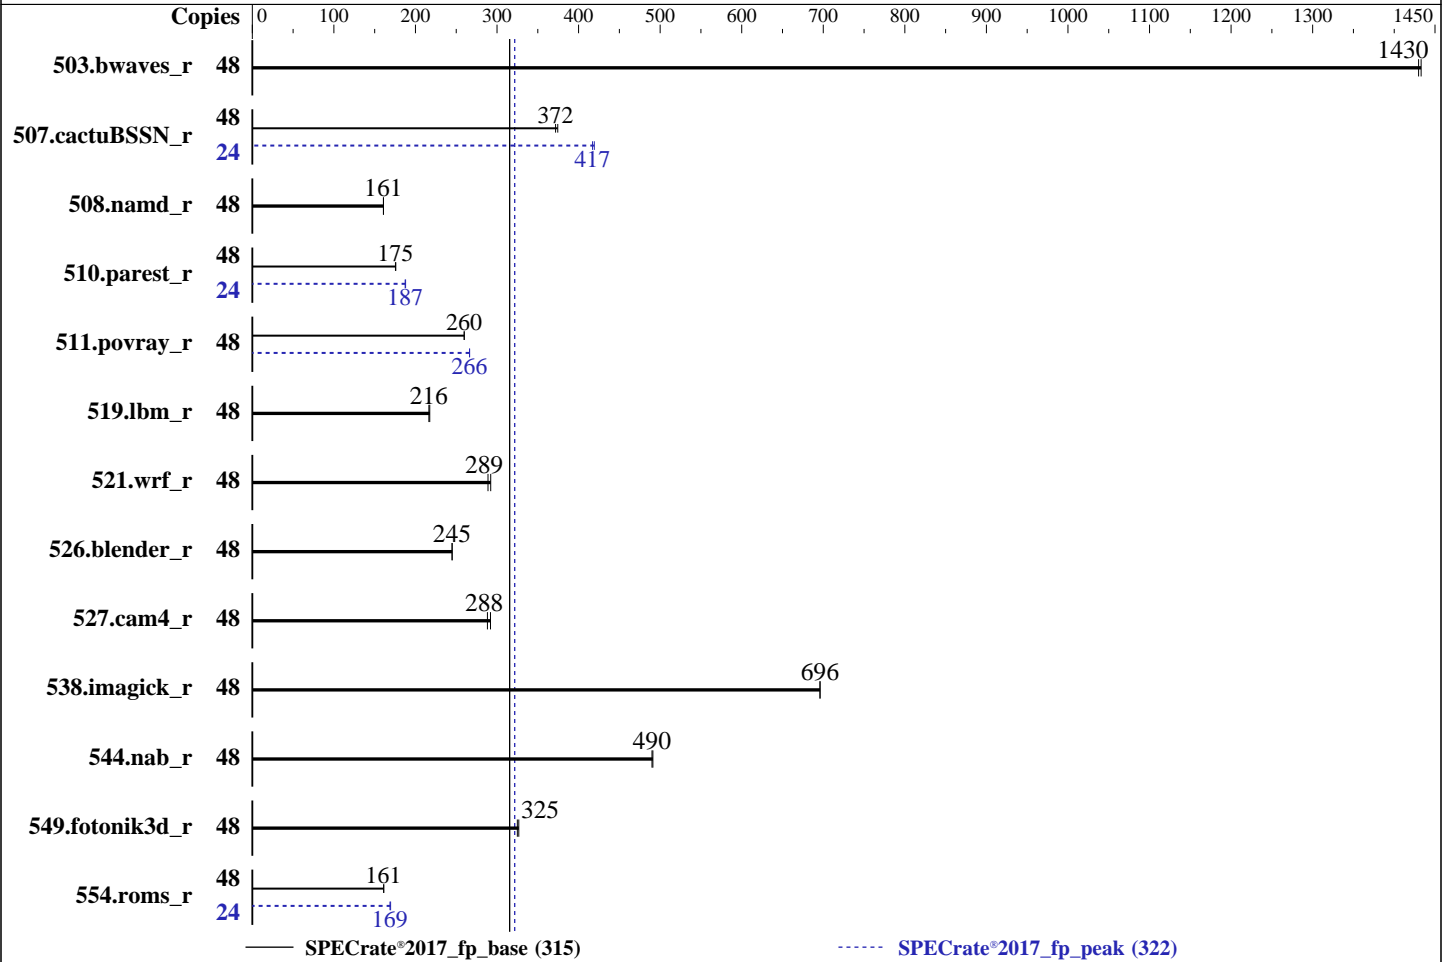 Copies 0 100 200 300 400 500 600 700 800 900 1000 1100 1200 1300 1450
503.bwaves_r 48 1430
507.cactuBSSN_r 48 372
24 417
508.namd_r 48 161
510.parest_r 48 175
24 187
511.povray_r 48 260
266
519.lbm_r 48 216
521.wrf_r 48 289
526.blender_r 48 245
527.cam4_r 48 288
538.imagick_r 48 696
544.nab_r 48 490
549.fotonik3d_r 48 325
554.roms_r 48 161
24 169
SPECrate®2017_fp_base (315) SPECrate®2017_fp_peak (322)